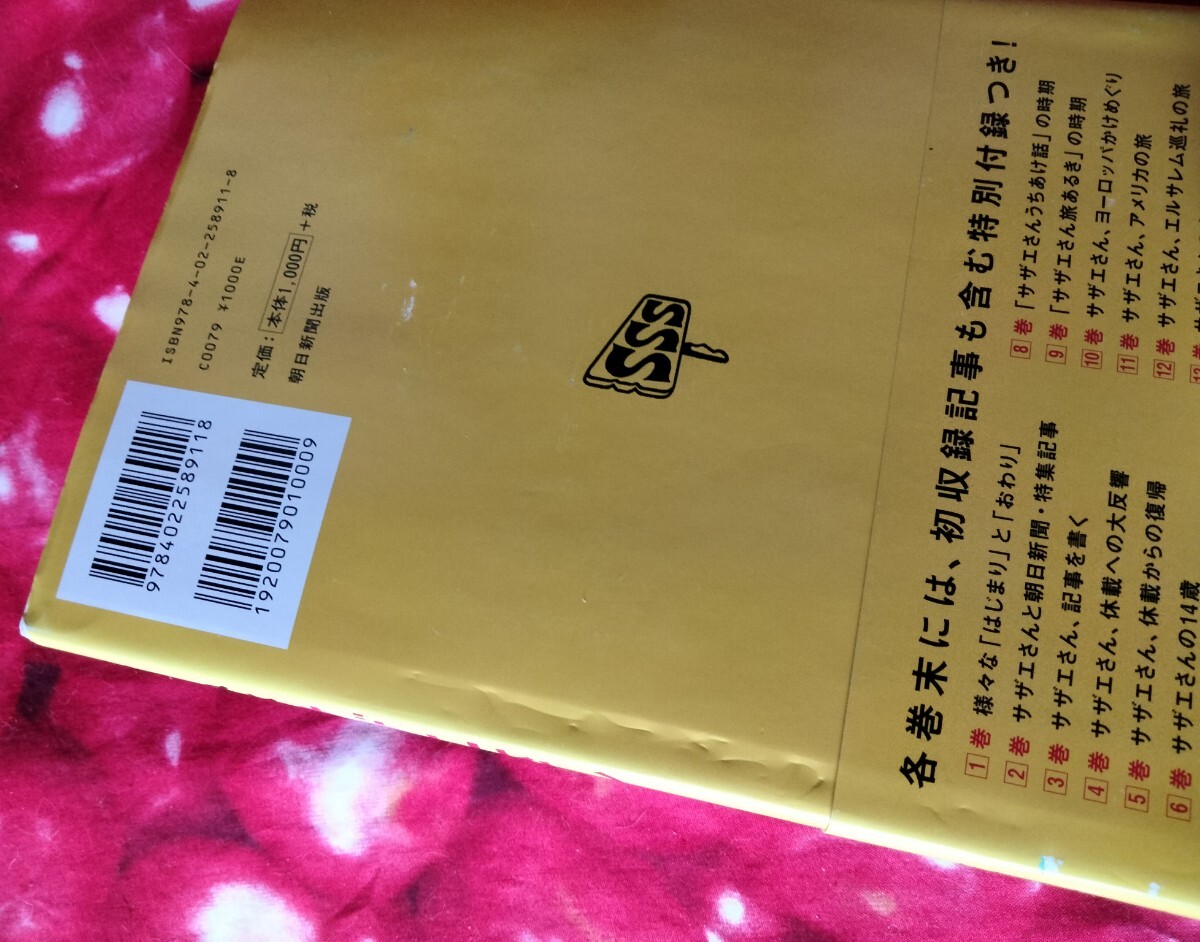 ISBN978-4-02-258911-8
C0079 ¥1000E
定価：本体1,000円＋税
朝日新聞出版
9784022589118
1920079010009
SSS
各巻末には、初収録記事も含む特別付録つき！
1巻 様々な「はじまり」と「おわり」
2巻 サザエさんと朝日新聞・特集記事
3巻 サザエさん、記事を書く
4巻 サザエさん、休載への大反響
5巻 サザエさん、休載からの復帰
6巻 サザエさんの14歳
8巻 「サザエさんうちあけ話」の時期
9巻 「サザエさん旅あるき」の時期
10巻 サザエさん、ヨーロッパかけめぐり
11巻 サザエさん、アメリカの旅
12巻 サザエさん、エルサレム巡礼の旅